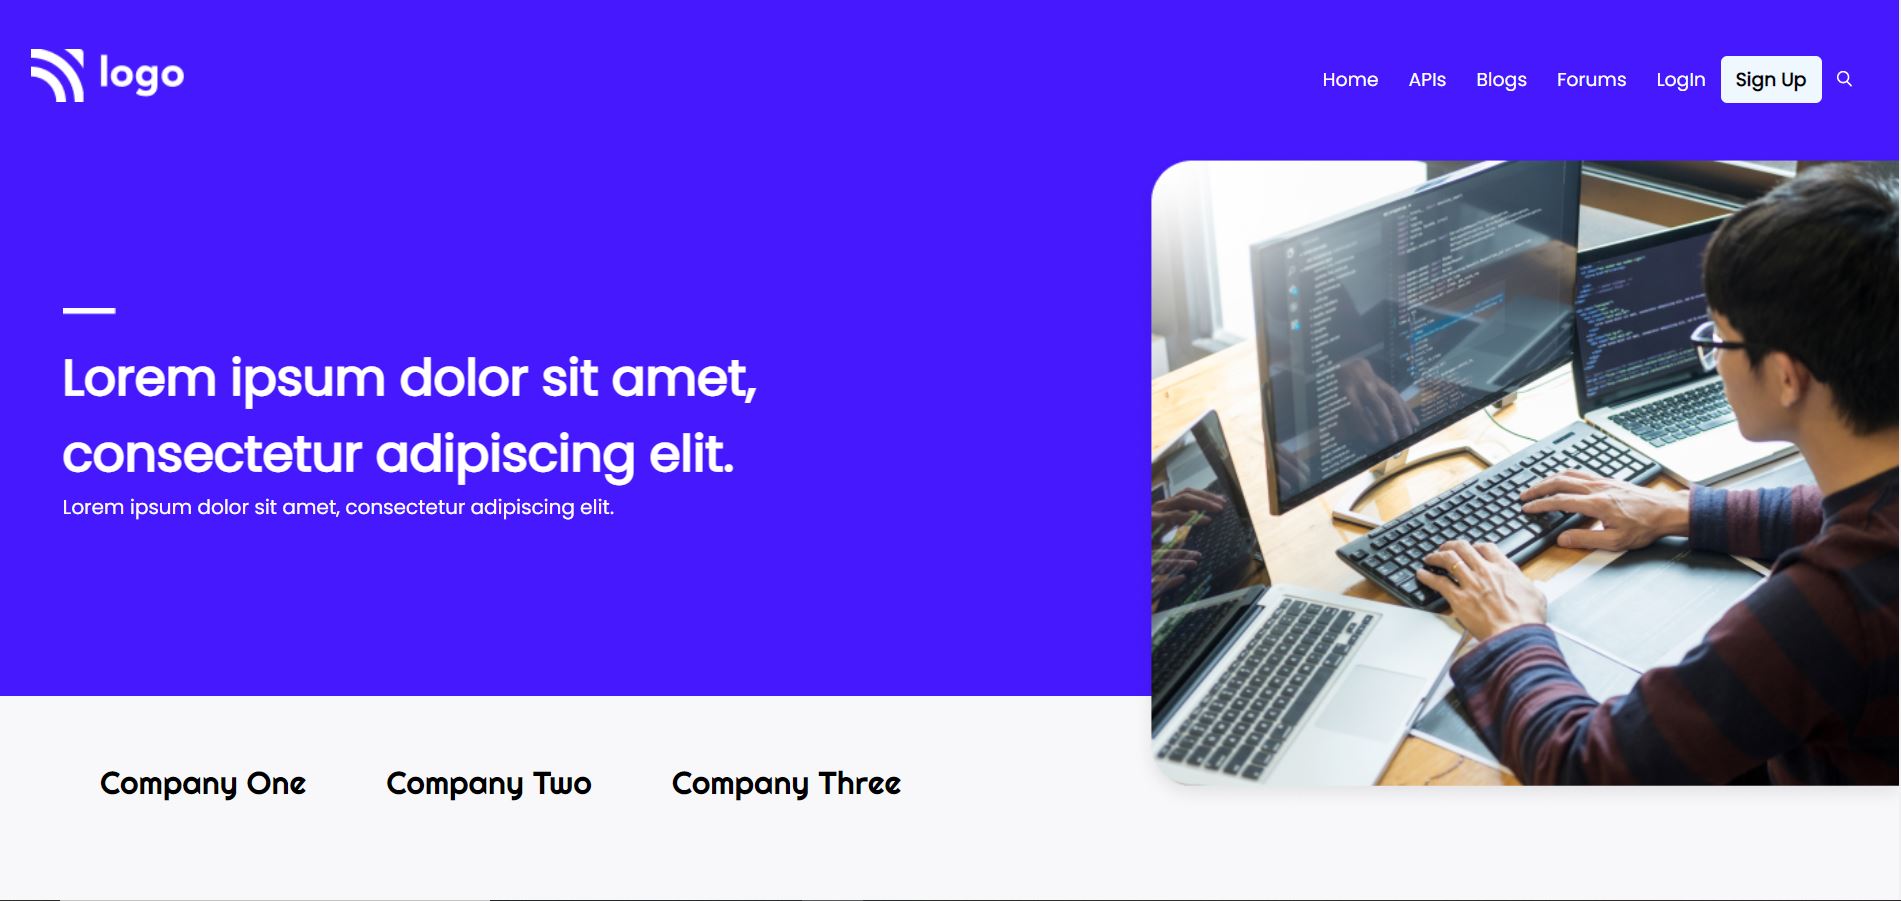 logo
Home APIs Blogs Forums LogIn Sign Up
Lorem ipsum dolor sit amet,
consectetur adipiscing elit.
Lorem ipsum dolor sit amet, consectetur adipiscing elit.
Company One Company Two Company Three